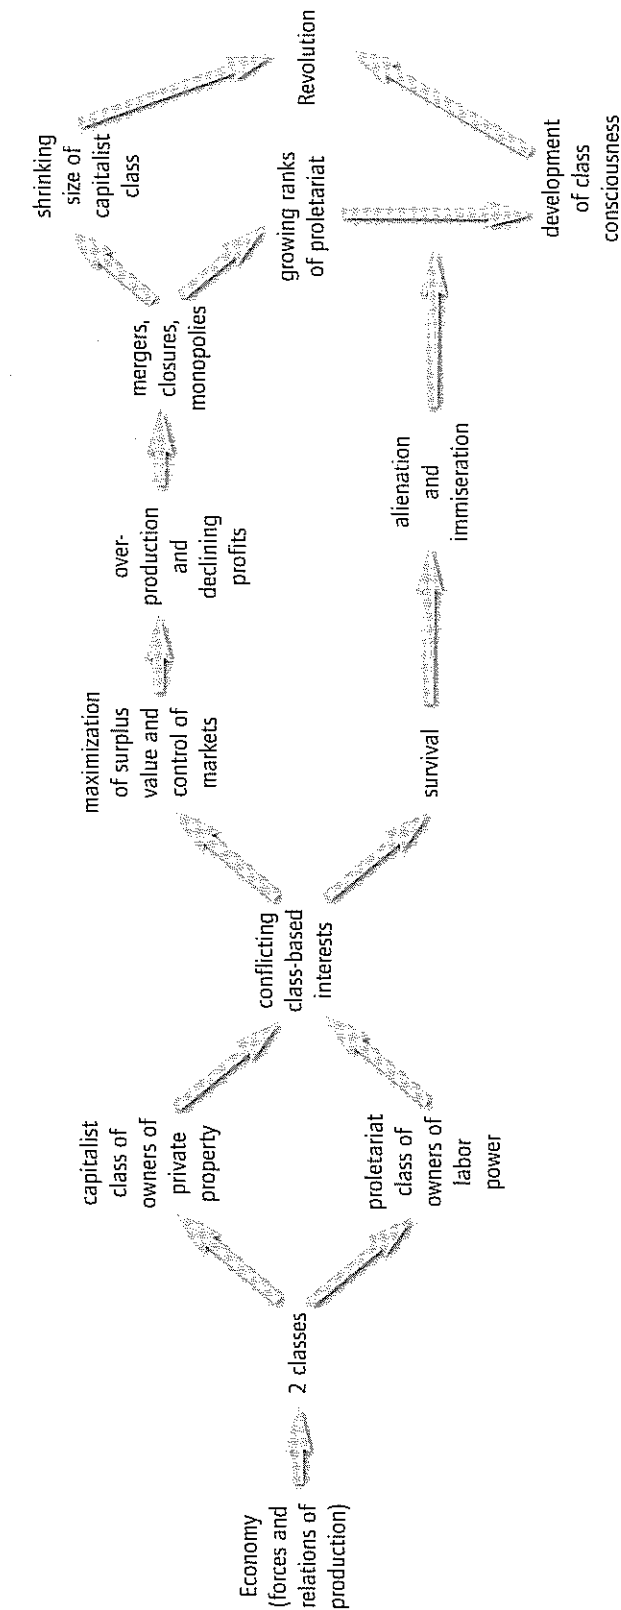 Economy
(forces and
relations of
production)
2 classes
capitalist
class of
owners of
private
property
proletariat
class of
owners of
labor
power
conflicting
class-based
interests
maximization
of surplus
value and
control of
markets
survival
over-
production
and
declining
profits
alienation
and
immiseration
mergers,
closures,
monopolies
shrinking
size of
capitalist
class
growing ranks
of proletariat
development
of class
consciousness
Revolution